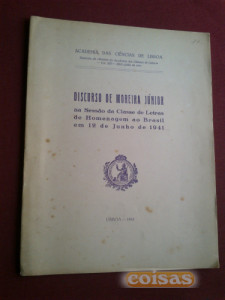 ACADEMIA DAS CIÊNCIAS DE LISBOA
DISCURSO DE MOREIRA JÚNIOR
na Sessão da Classe de Letras
de Homenagem ao Brasil
em 12 de Junho de 1941
LISBOA
coisas